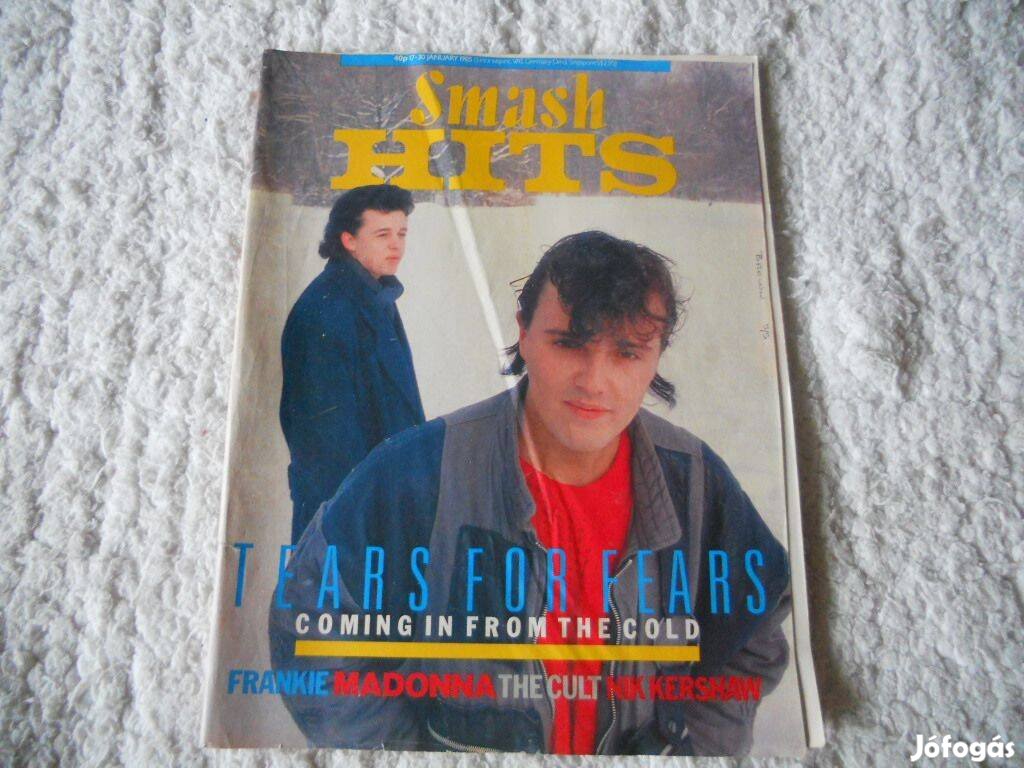 40p 17-30 JANUARY 1985
Smash
HITS
TEARS FOR FEARS
COMING IN FROM THE COLD
FRANKIE MADONNA THE CULT NIK KERSHAW
Jófogás